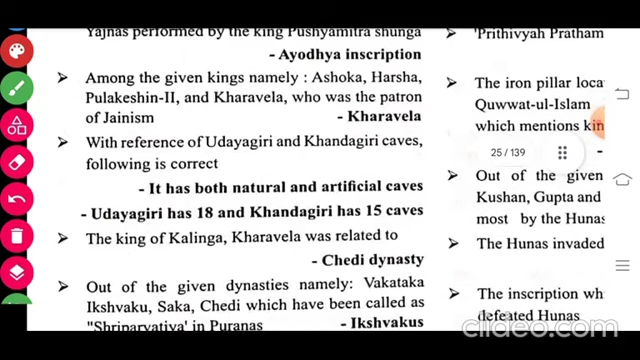 Yajnas performed by the king Pushyamitra shunga
- Ayodhya inscription
➢ Among the given kings namely : Ashoka, Harsha,
Pulakeshin-II, and Kharavela, who was the patron
of Jainism - Kharavela
➢ With reference of Udayagiri and Khandagiri caves,
following is correct
- It has both natural and artificial caves
- Udayagiri has 18 and Khandagiri has 15 caves
➢ The king of Kalinga, Kharavela was related to
- Chedi dynasty
➢ Out of the given dynasties namely: Vakataka
Ikshvaku, Saka, Chedi which have been called as
"Shriparvatiya' in Puranas - Ikshvakus
'Prithivyah Pratham
➢ The iron pillar loca
Quwwat-ul-Islam
which mentions kin
25 / 139
➢ Out of the given
Kushan, Gupta and
most by the Hunas
➢ The Hunas invaded
➢ The inscription wh
defeated Hunas
clideo.com